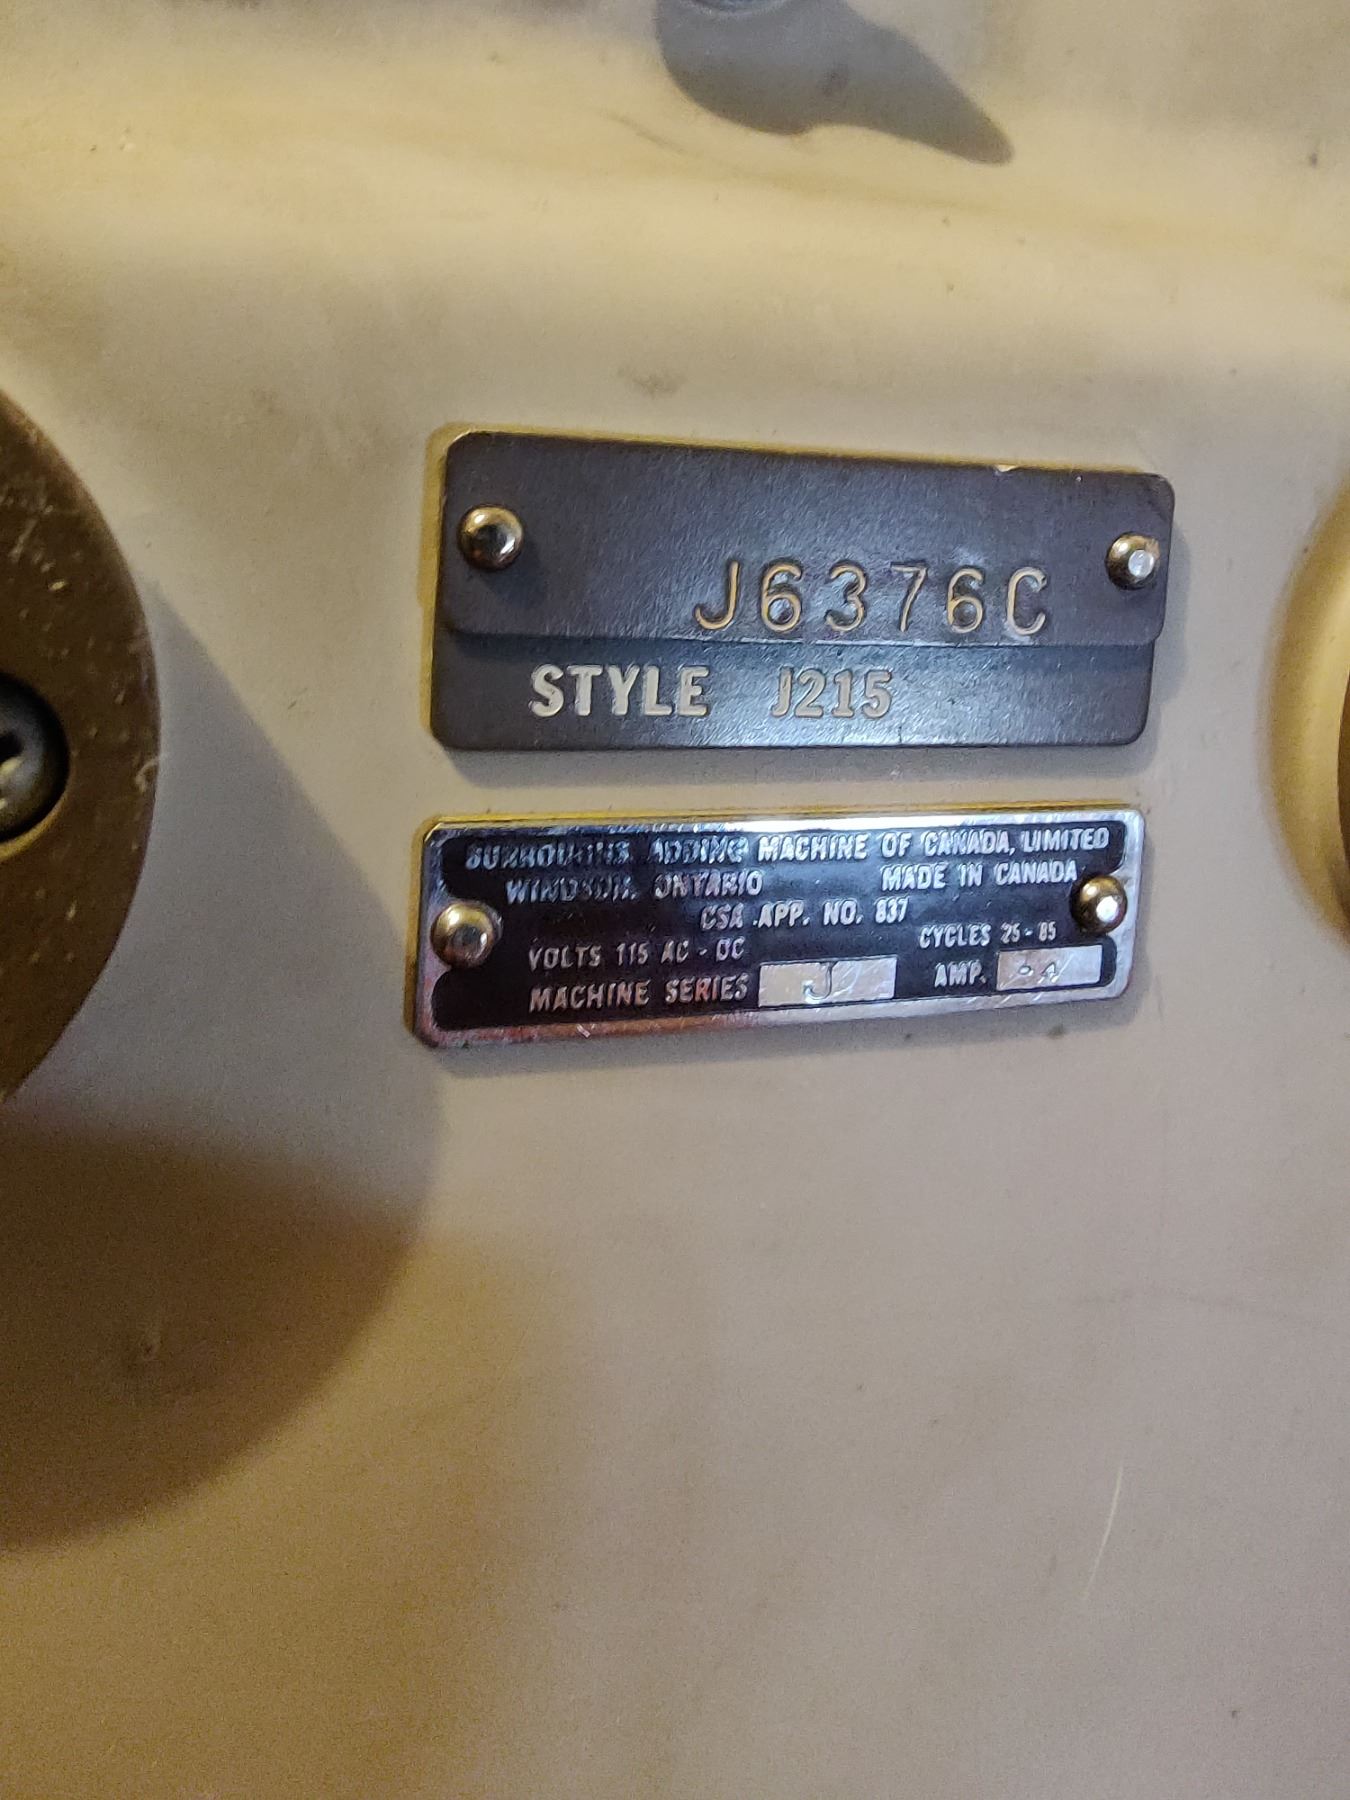 J6376C
STYLE J215
BURROUGHS ADDING MACHINE OF CANADA, LIMITED
WINDSOR, ONTARIO MADE IN CANADA
CSA APP. NO. 837
VOLTS 115 AC - DC CYCLES 25 - 85
MACHINE SERIES J AMP. .4